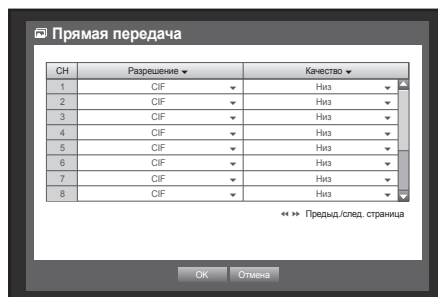 Прямая передача
CH Разрешение Качество
1 CIF Низ
2 CIF Низ
3 CIF Низ
4 CIF Низ
5 CIF Низ
6 CIF Низ
7 CIF Низ
8 CIF Низ
Предыд./след. страница
OK Отмена